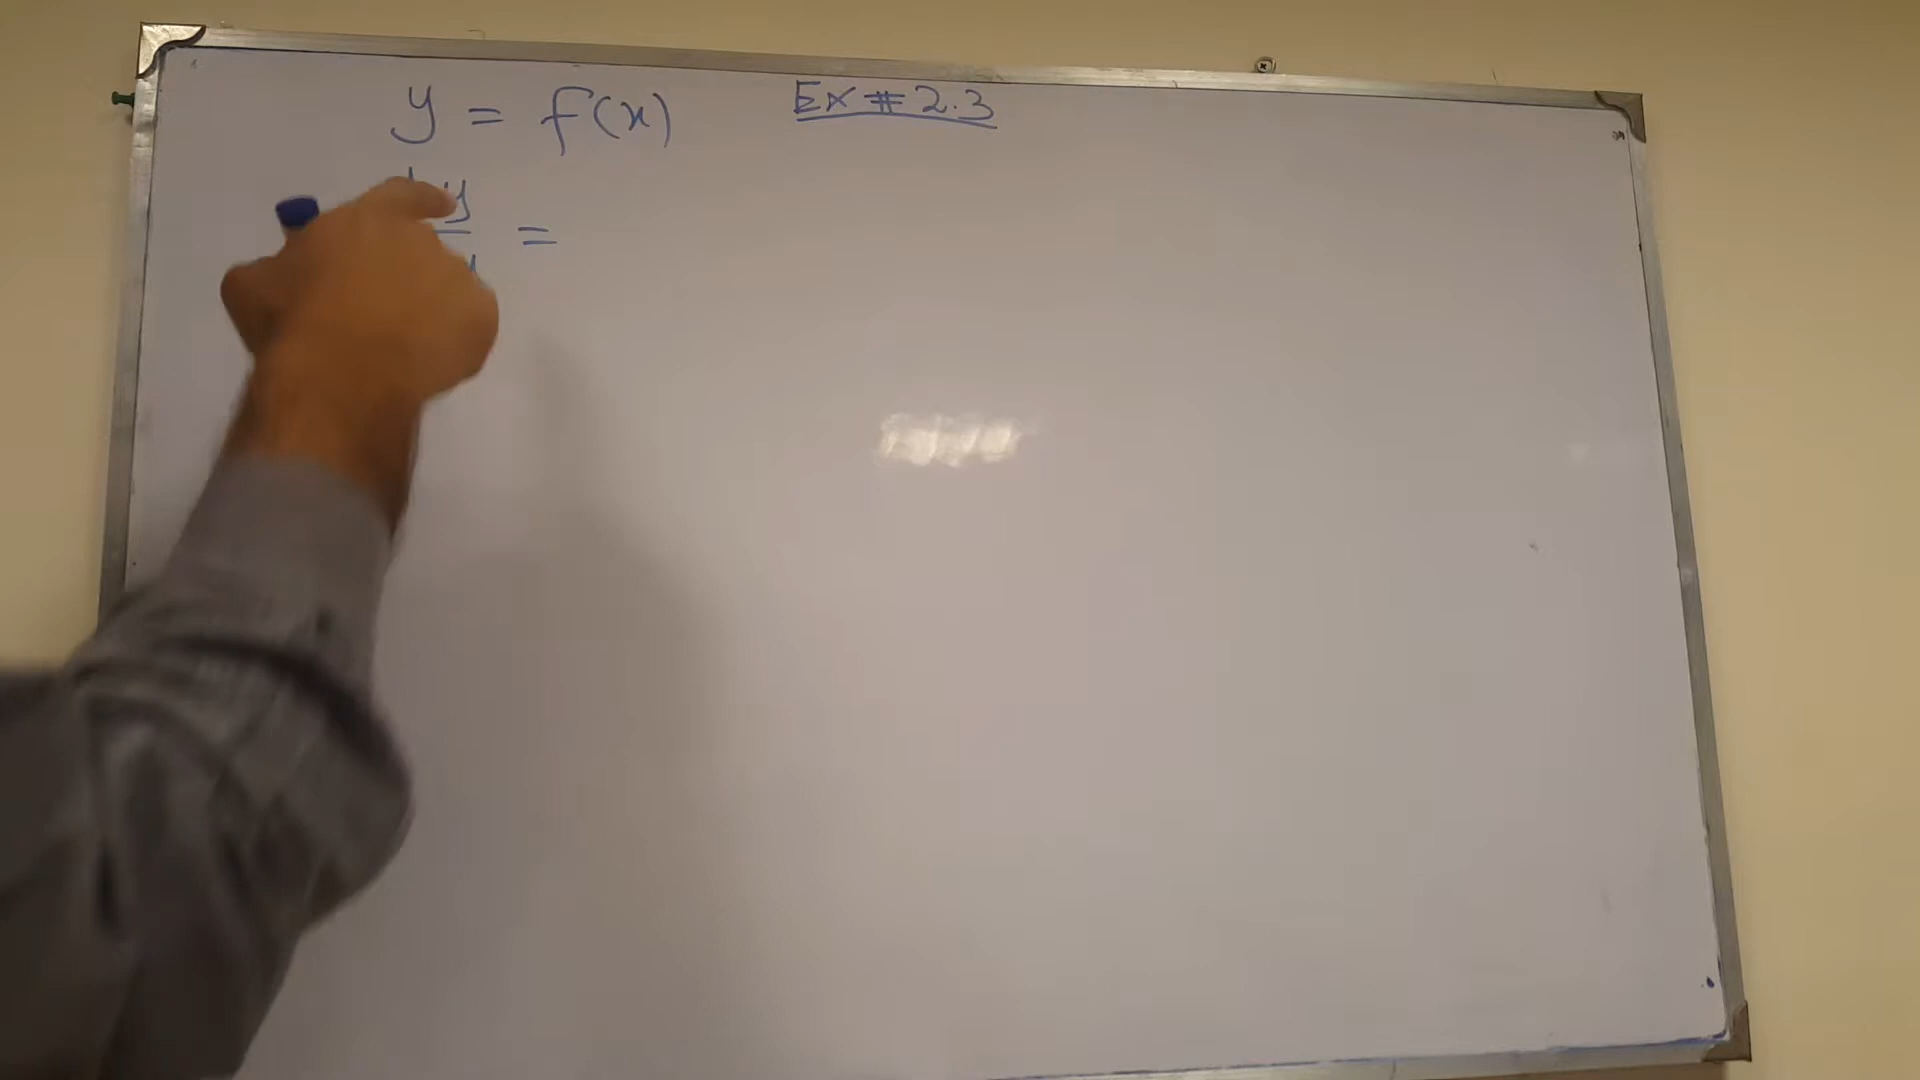 y = f(x) Ex # 2.3
y =